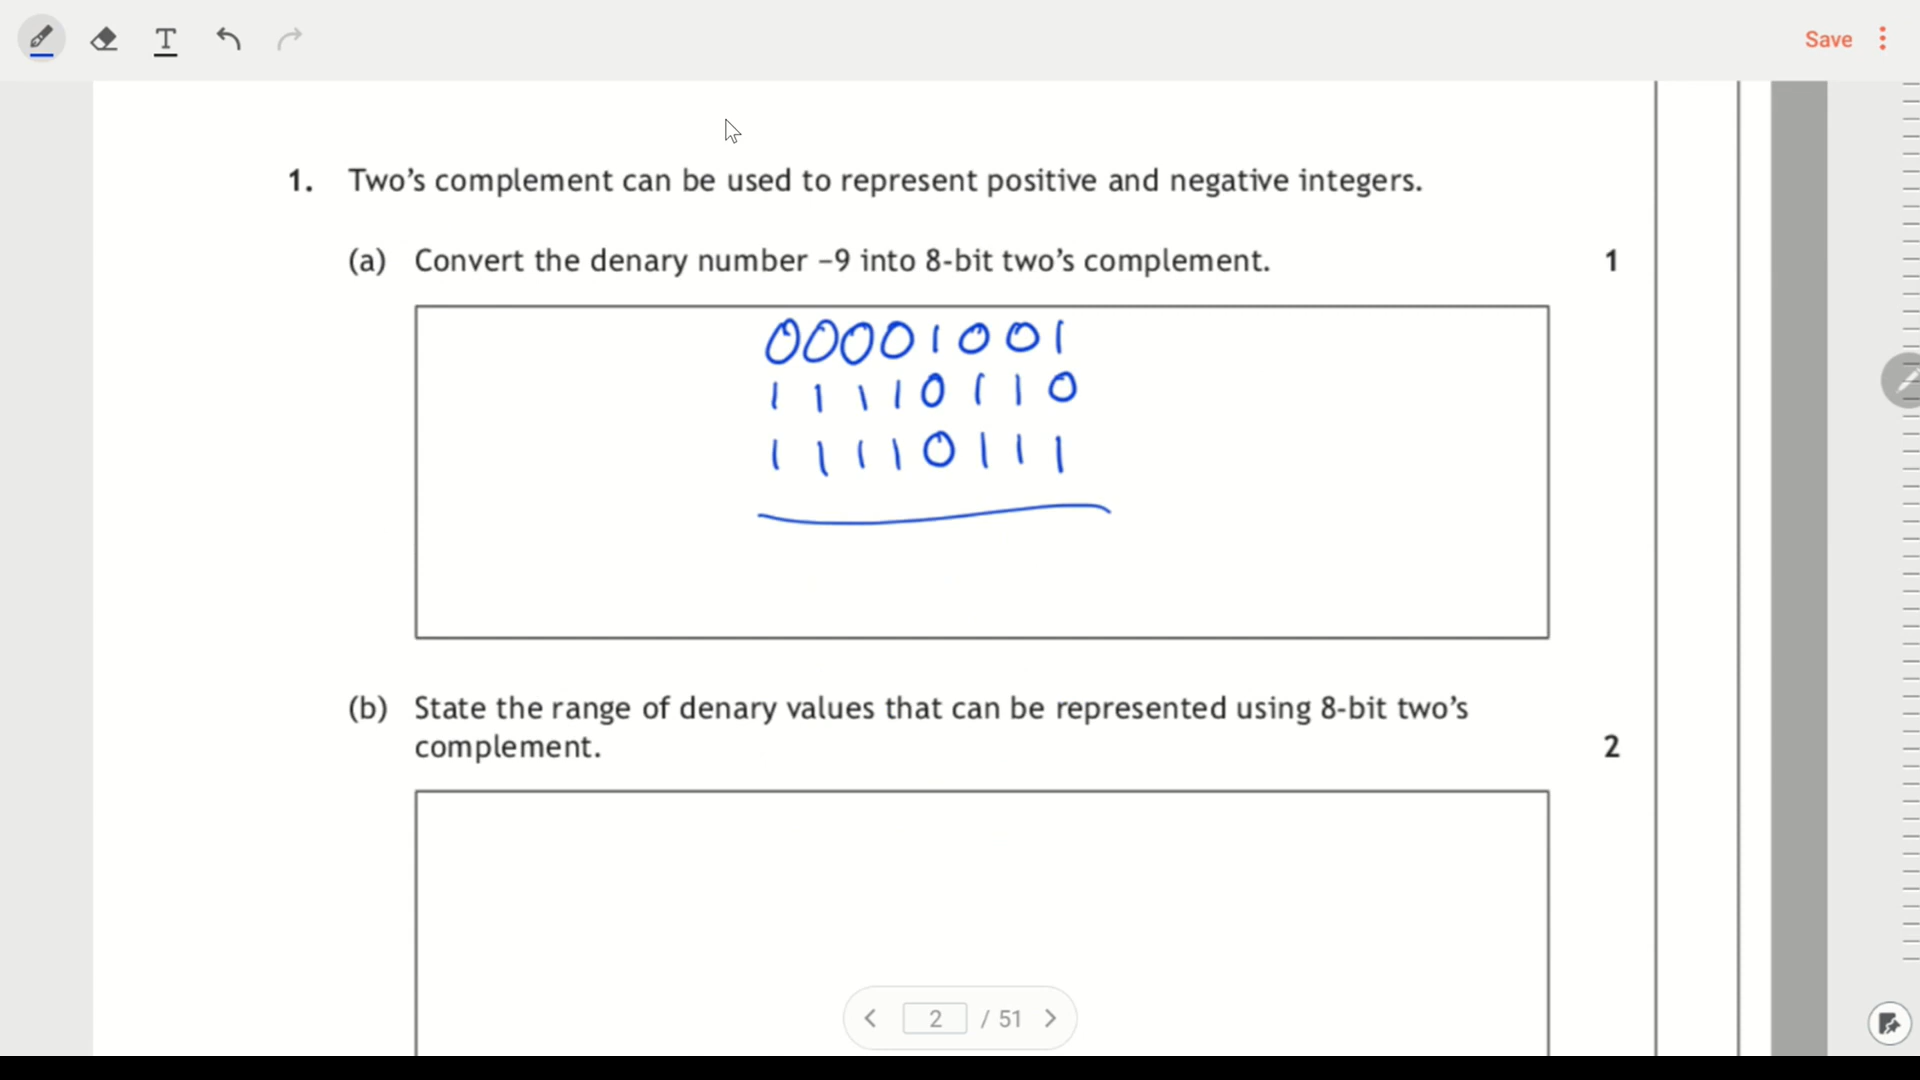 T
Save
1. Two's complement can be used to represent positive and negative integers.
(a) Convert the denary number −9 into 8-bit two's complement. 1
00001001
11110110
11110111
(b) State the range of denary values that can be represented using 8-bit two's
complement. 2
2 / 51